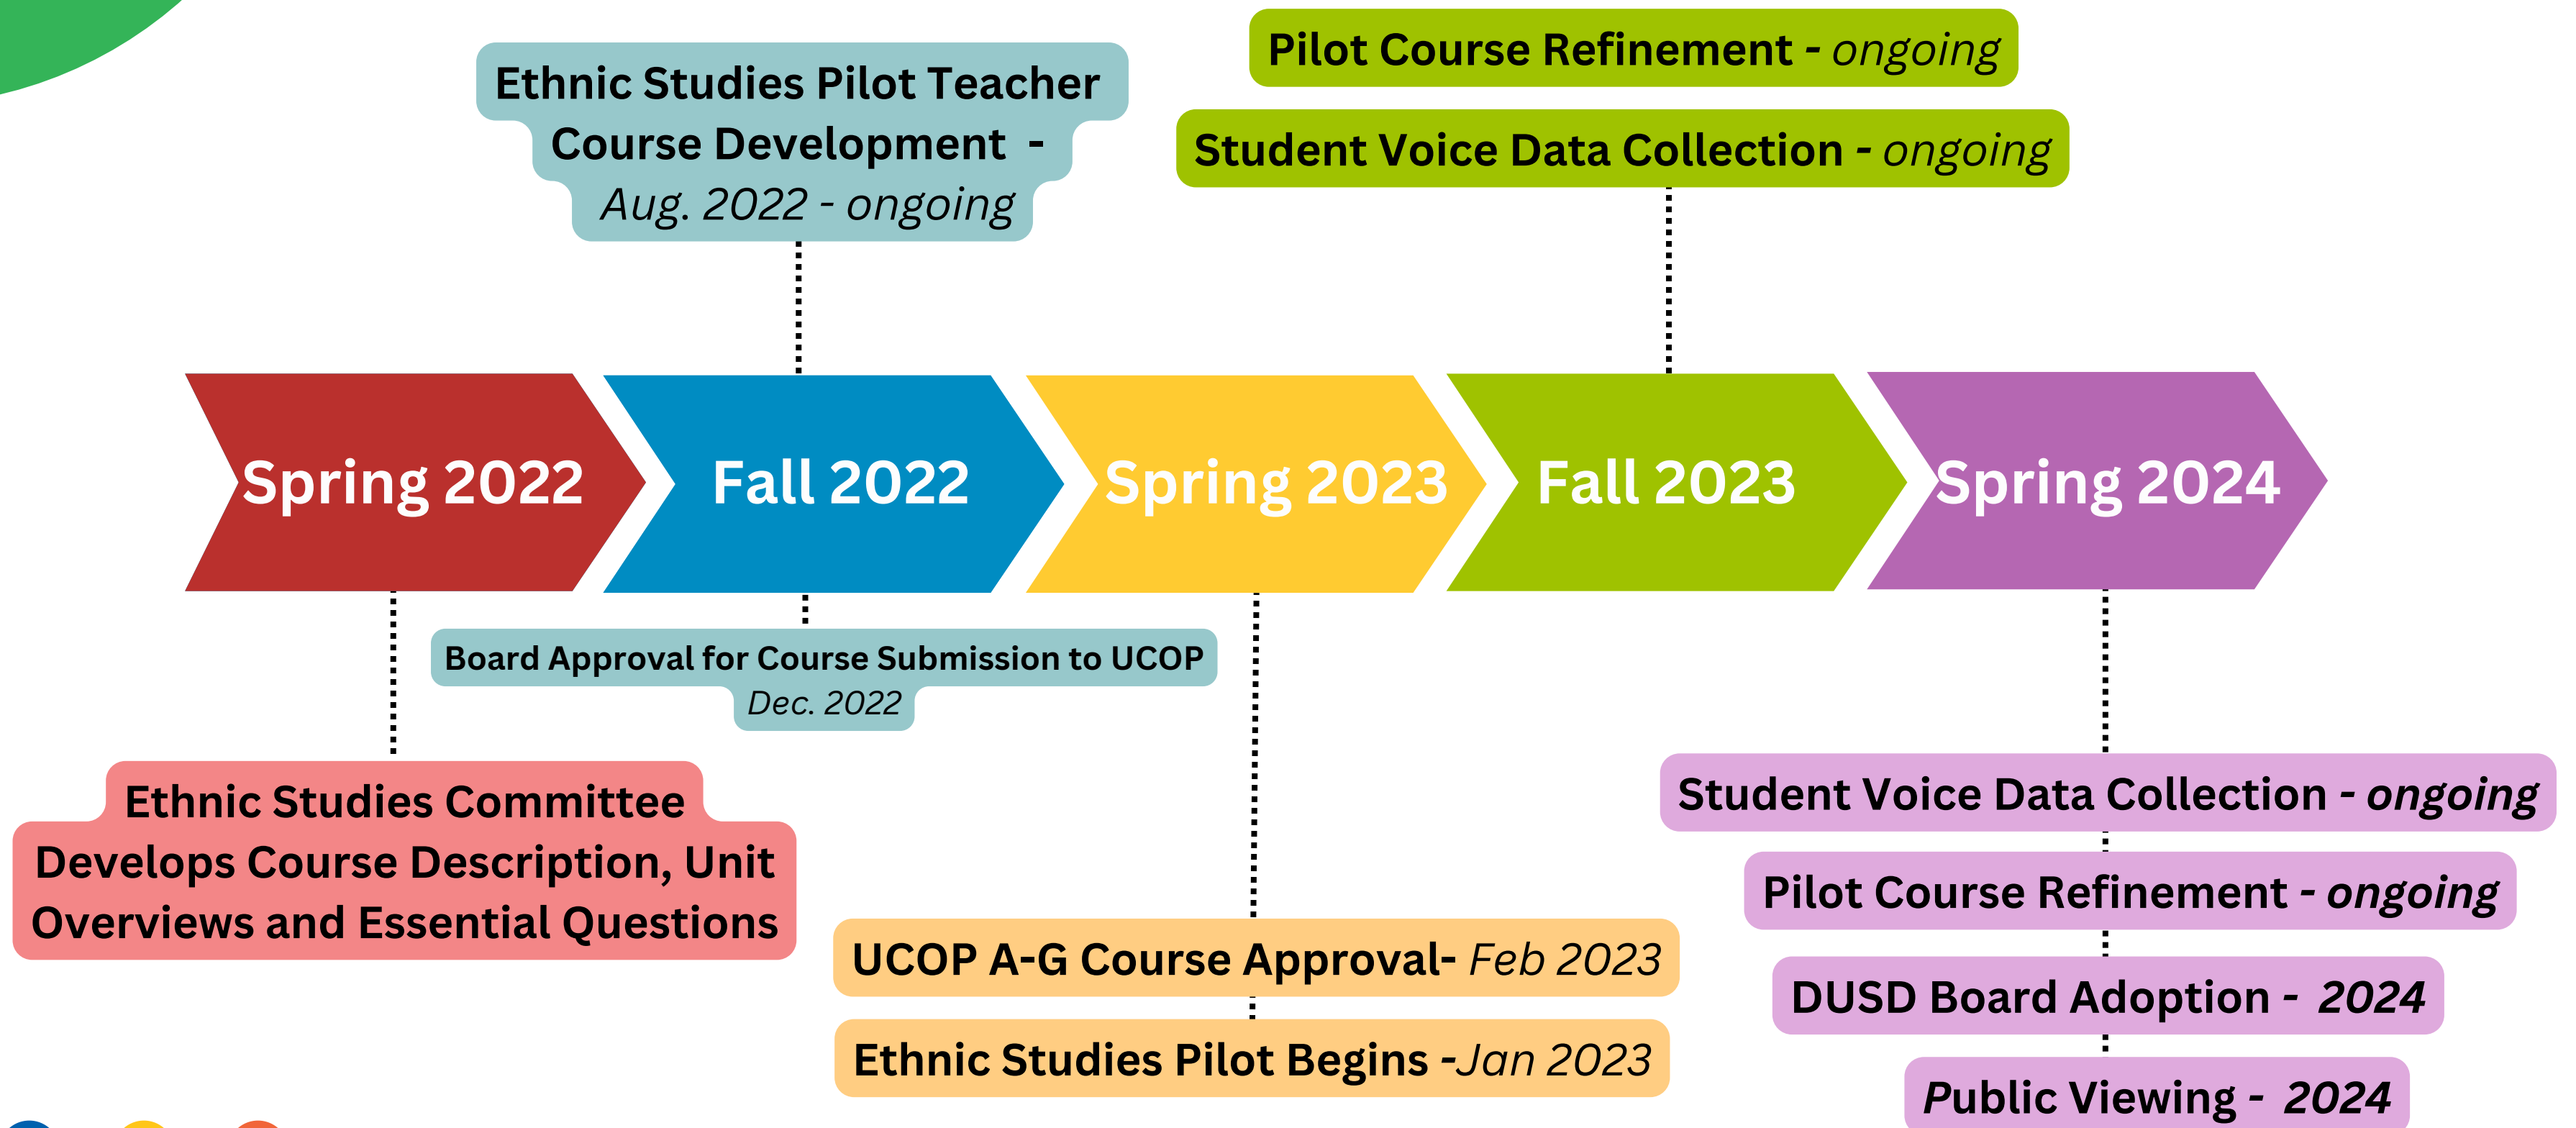 Pilot Course Refinement - ongoing
Ethnic Studies Pilot Teacher
Course Development -
Aug. 2022 - ongoing
Student Voice Data Collection - ongoing
Spring 2022
Fall 2022
Spring 2023
Fall 2023
Spring 2024
Board Approval for Course Submission to UCOP
Dec. 2022
Ethnic Studies Committee
Develops Course Description, Unit
Overviews and Essential Questions
UCOP A-G Course Approval- Feb 2023
Ethnic Studies Pilot Begins -Jan 2023
Student Voice Data Collection - ongoing
Pilot Course Refinement - ongoing
DUSD Board Adoption - 2024
Public Viewing - 2024